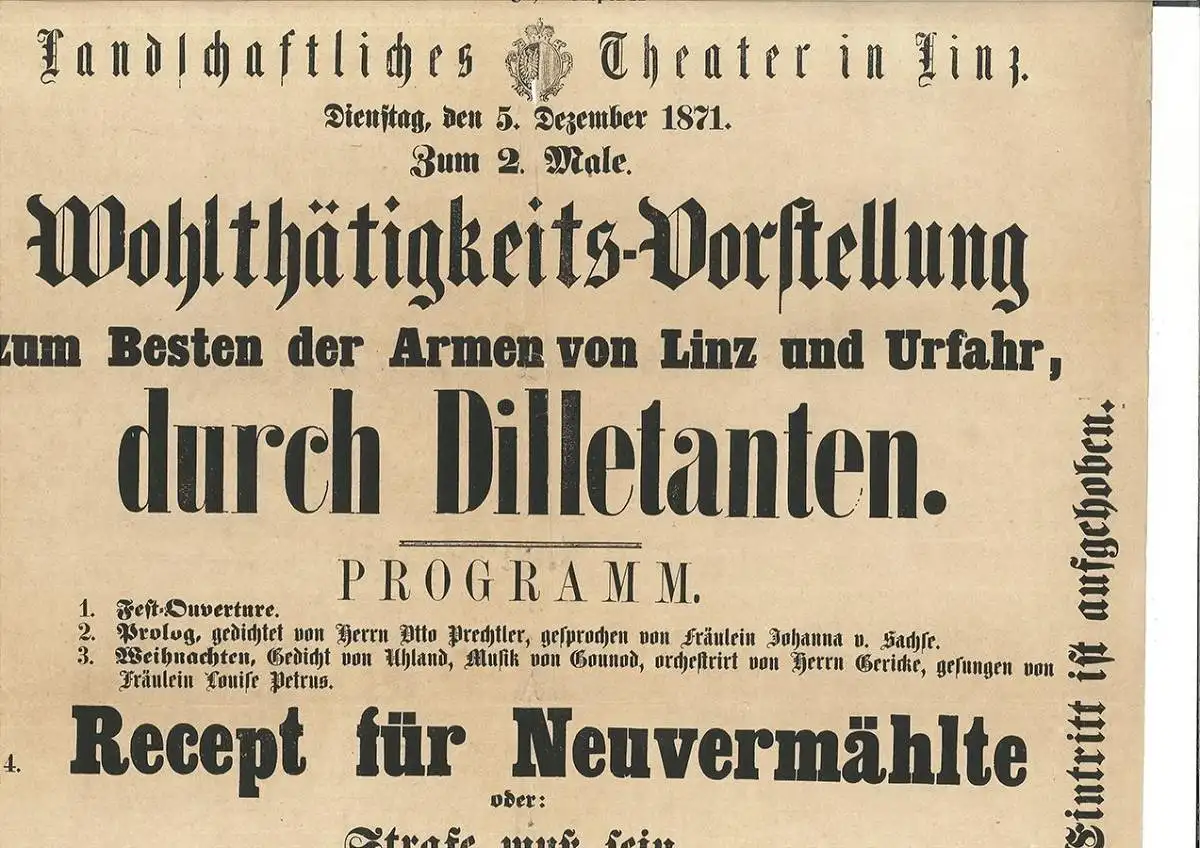 Landschaftliches Theater in Linz.
Dienstag, den 5. Dezember 1871.
Zum 2. Male.
Wohlthätigkeits-Vorstellung
zum Besten der Armen von Linz und Urfahr,
durch Dilletanten.
PROGRAMM.
1. Fest-Ouverture.
2. Prolog, gedichtet von Herrn Otto Prechtler, gesprochen von Fräulein Johanna v. Sachse.
3. Weihnachten, Gedicht von Uhland, Musik von Gounod, orchestrirt von Herrn Gericke, gesungen von
Fräulein Louise Petrus.
4. Recept für Neuvermählte
oder:
Strafe muß sein.
Eintritt ist aufgehoben.